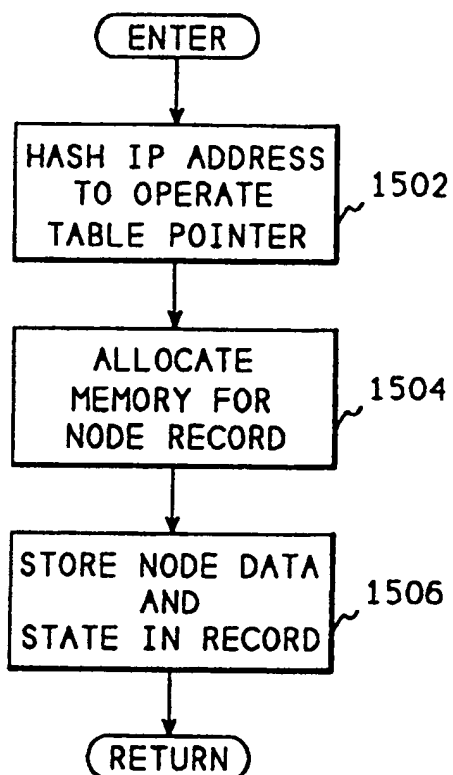 ENTER
HASH IP ADDRESS
TO OPERATE
TABLE POINTER
1502
ALLOCATE
MEMORY FOR
NODE RECORD
1504
STORE NODE DATA
AND
STATE IN RECORD
1506
RETURN